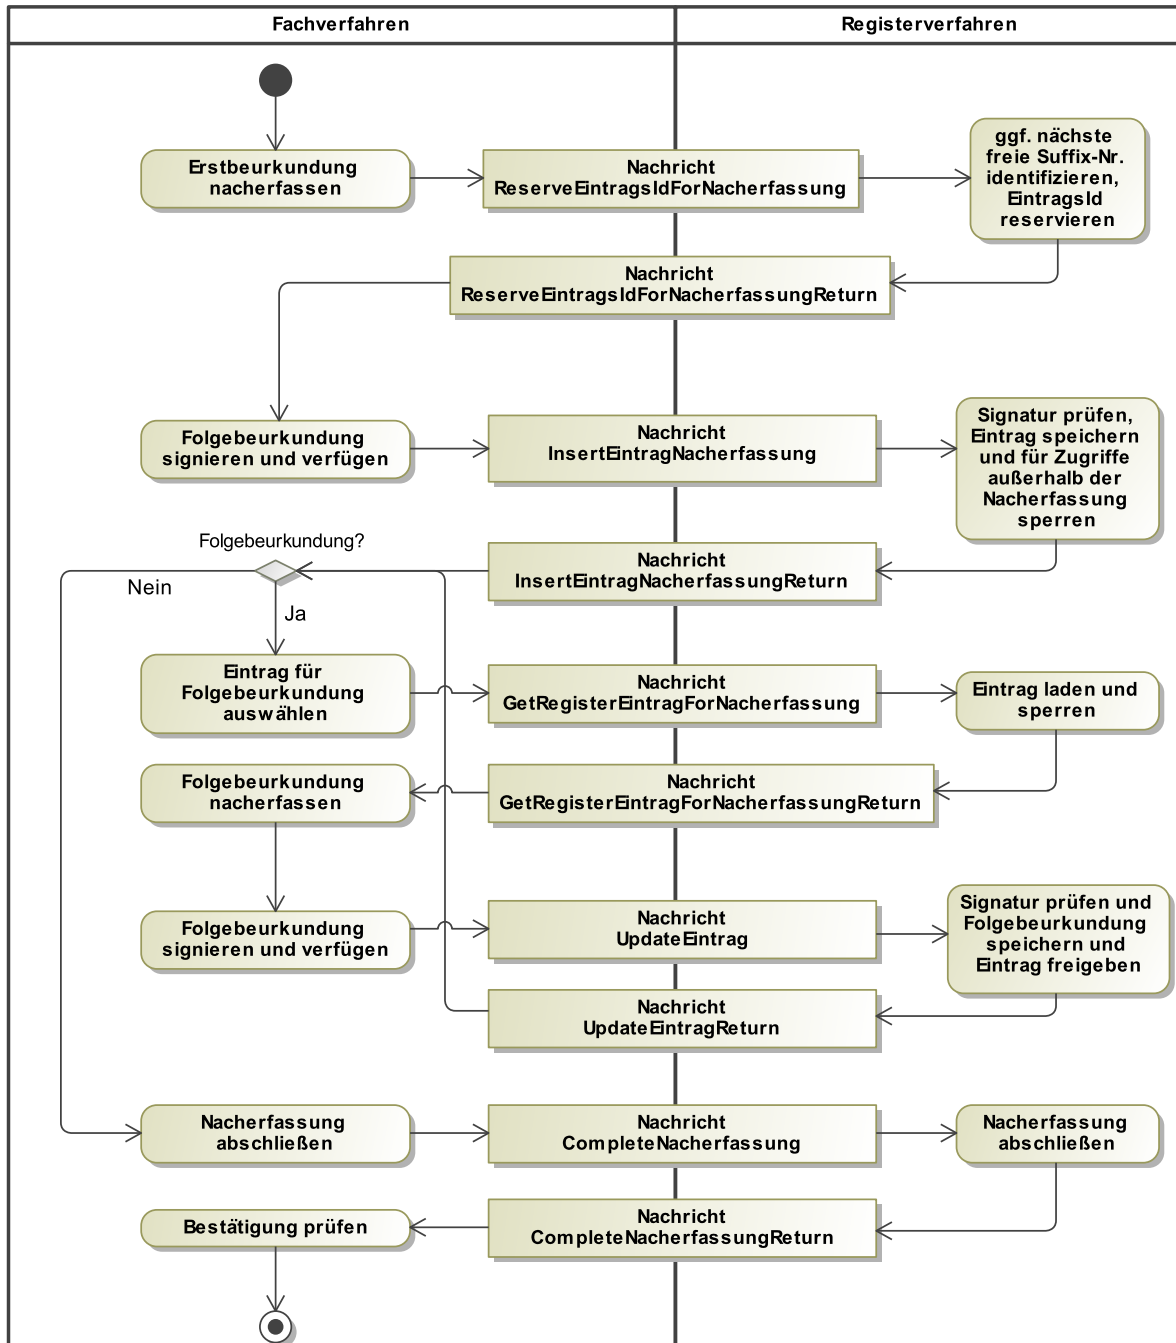 Fachverfahren
Registerverfahren
Erstbeurkundung
nacherfassen
Nachricht
ReserveEintragsIdForNacherfassung
ggf. nächste
freie Suffix-Nr.
identifizieren,
EintragsId
reservieren
Nachricht
ReserveEintragsIdForNacherfassungReturn
Folgebeurkundung
signieren und verfügen
Nachricht
InsertEintragNacherfassung
Signatur prüfen,
Eintrag speichern
und für Zugriffe
außerhalb der
Nacherfassung
sperren
Folgebeurkundung?
Nachricht
InsertEintragNacherfassungReturn
Nein
Ja
Eintrag für
Folgebeurkundung
auswählen
Nachricht
GetRegisterEintragForNacherfassung
Eintrag laden und
sperren
Folgebeurkundung
nacherfassen
Nachricht
GetRegisterEintragForNacherfassungReturn
Folgebeurkundung
signieren und verfügen
Nachricht
UpdateEintrag
Signatur prüfen und
Folgebeurkundung
speichern und
Eintrag freigeben
Nachricht
UpdateEintragReturn
Nacherfassung
abschließen
Nachricht
CompleteNacherfassung
Nacherfassung
abschließen
Bestätigung prüfen
Nachricht
CompleteNacherfassungReturn